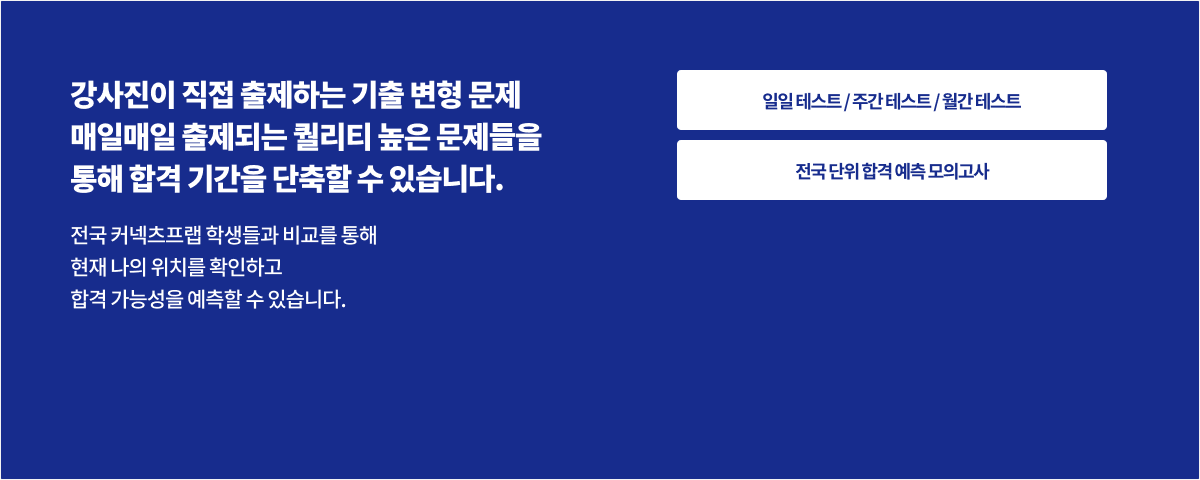 강사진이 직접 출제하는 기출 변형 문제
매일매일 출제되는 퀄리티 높은 문제들을
통해 합격 기간을 단축할 수 있습니다.
전국 커넥츠프랩 학생들과 비교를 통해
현재 나의 위치를 확인하고
합격 가능성을 예측할 수 있습니다.
일일 테스트 / 주간 테스트 / 월간 테스트
전국 단위 합격 예측 모의고사